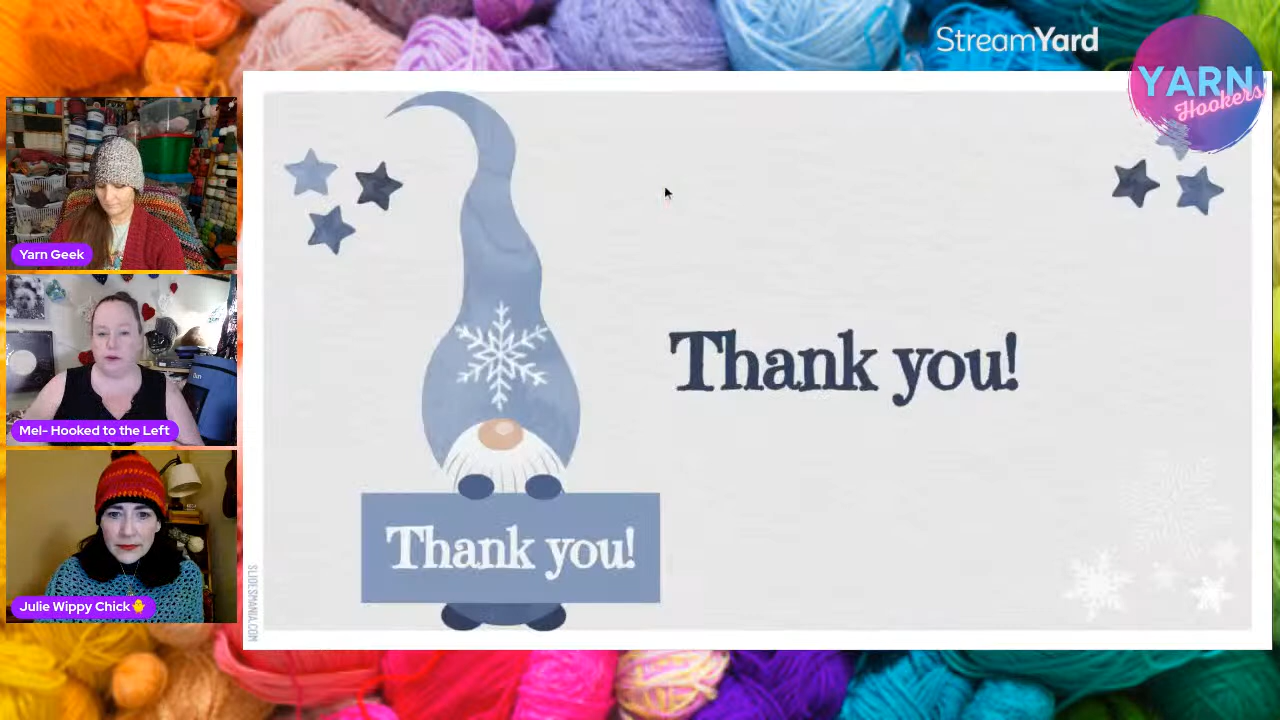 StreamYard
YARN
Hookers
Yarn Geek
Mel- Hooked to the Left
Julie Wippy Chick🐥
Thank you!
Thank you!
SLIDESMANIA.COM